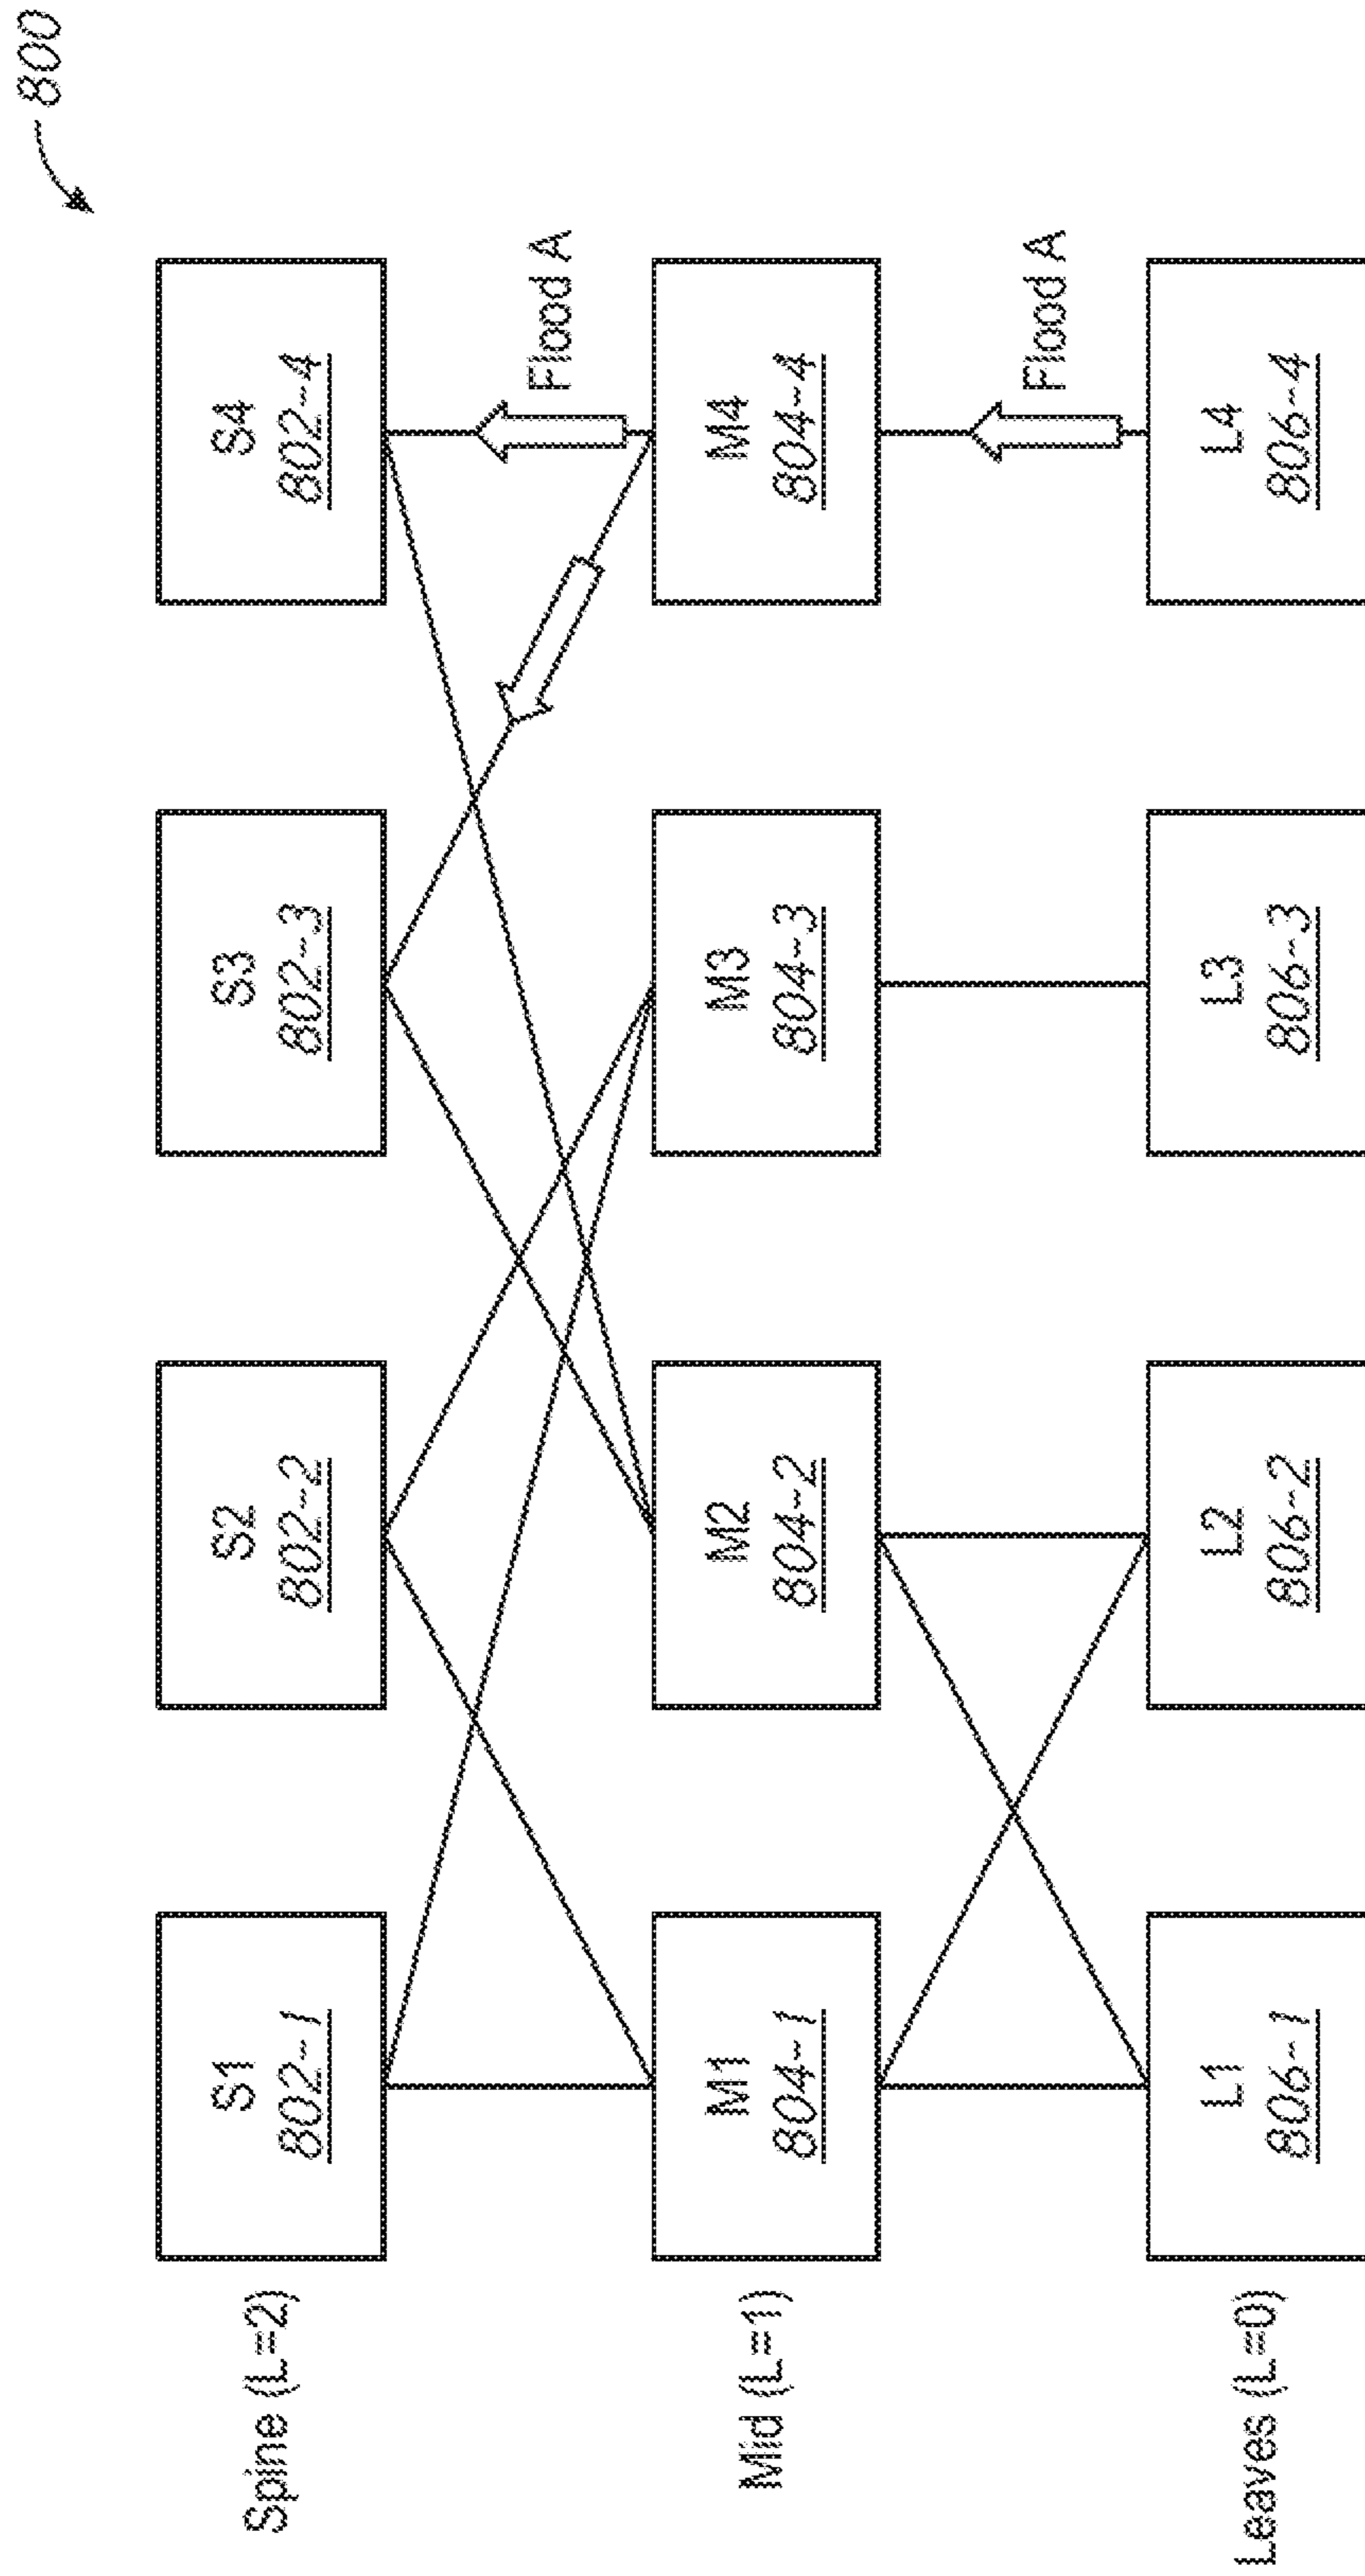 800
Spine (L=2)
S1
802-1
S2
802-2
S3
802-3
S4
802-4
Flood A
Mid (L=1)
M1
804-1
M2
804-2
M3
804-3
M4
804-4
Flood A
Leaves (L=0)
L1
806-1
L2
806-2
L3
806-3
L4
806-4